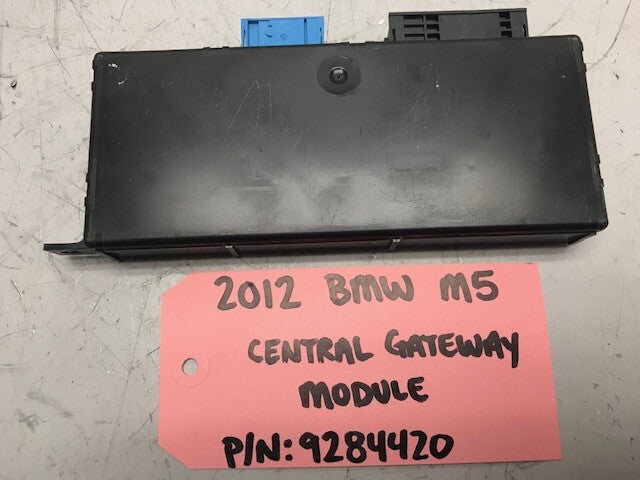 2012 BMW M5
CENTRAL GATEWAY
MODULE
P/N: 9284420